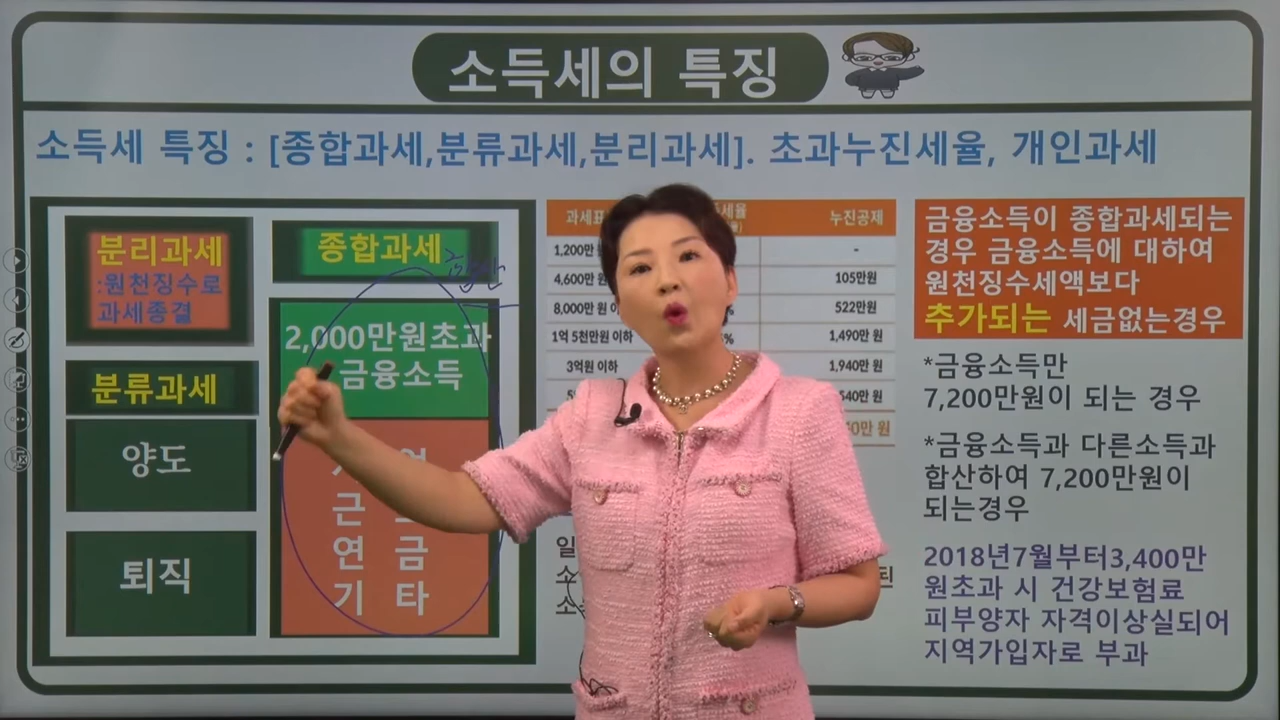 소득세의 특징
소득세 특징 : [종합과세,분류과세,분리과세]. 초과누진세율, 개인과세
분리과세
:원천징수로
과세종결
분류과세
양도
퇴직
종합과세
합산
2,000만원초과
금융소득
근
연 금
기 타
누진공제
1,200만
-
4,600만
105만원
8,000만
522만원
1억 5천만원 이하
1,490만 원
3억원 이하
1,940만 원
금융소득이 종합과세되는
경우 금융소득에 대하여
원천징수세액보다
추가되는 세금없는경우
*금융소득만
7,200만원이 되는 경우
*금융소득과 다른소득과
합산하여 7,200만원이
되는경우
2018년7월부터3,400만
원초과 시 건강보험료
피부양자 자격이상실되어
지역가입자로 부과